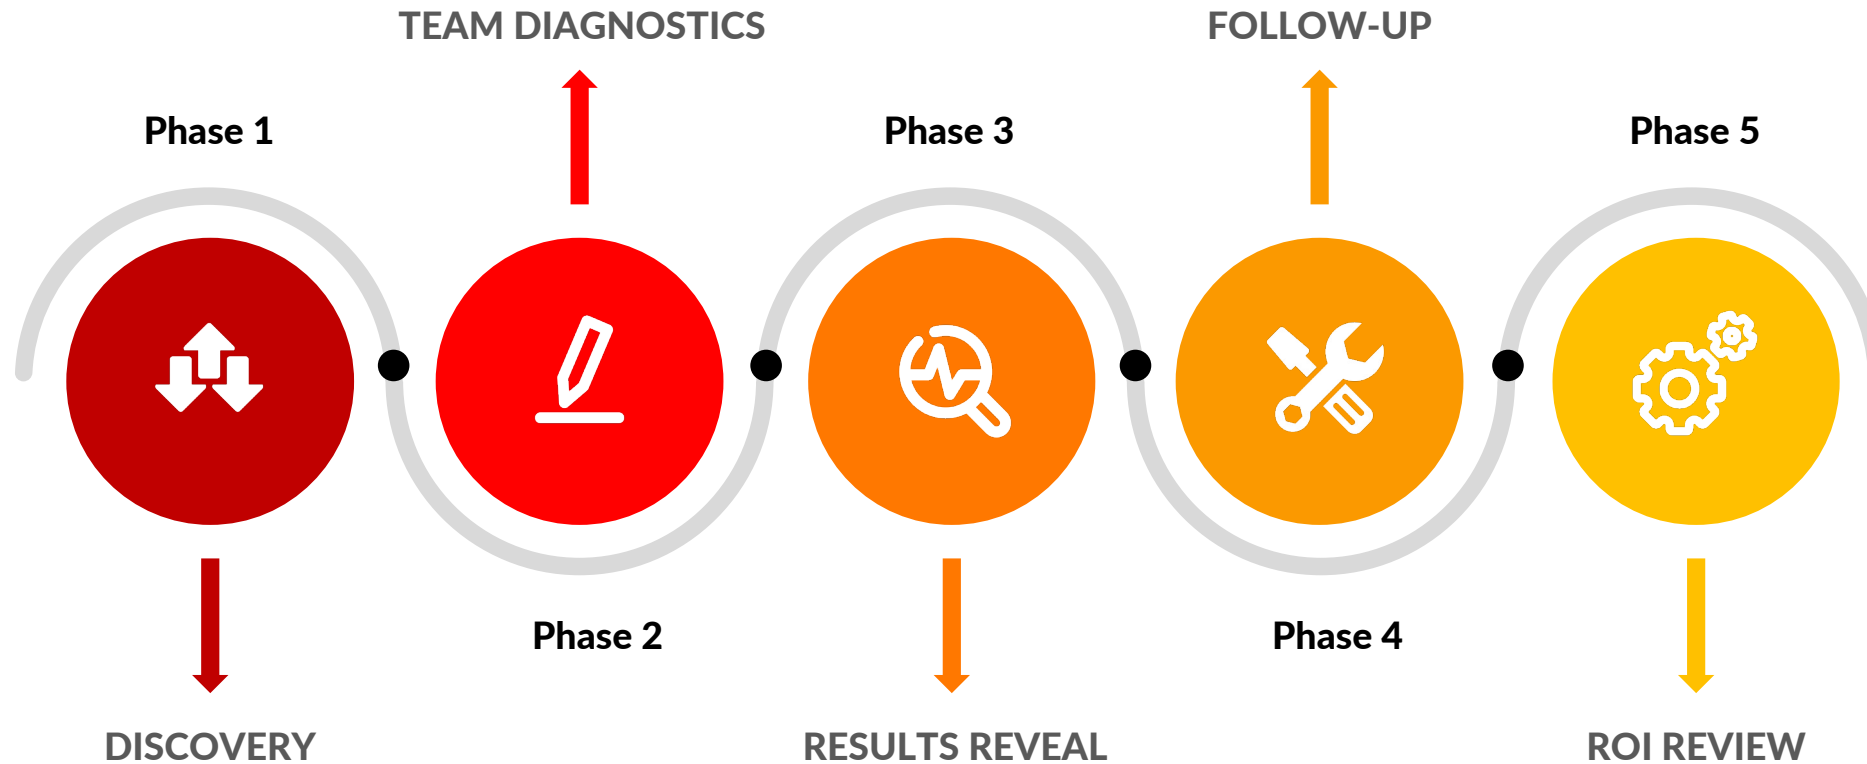 TEAM DIAGNOSTICS
FOLLOW-UP
Phase 1
Phase 3
Phase 5
Phase 2
Phase 4
DISCOVERY
RESULTS REVEAL
ROI REVIEW